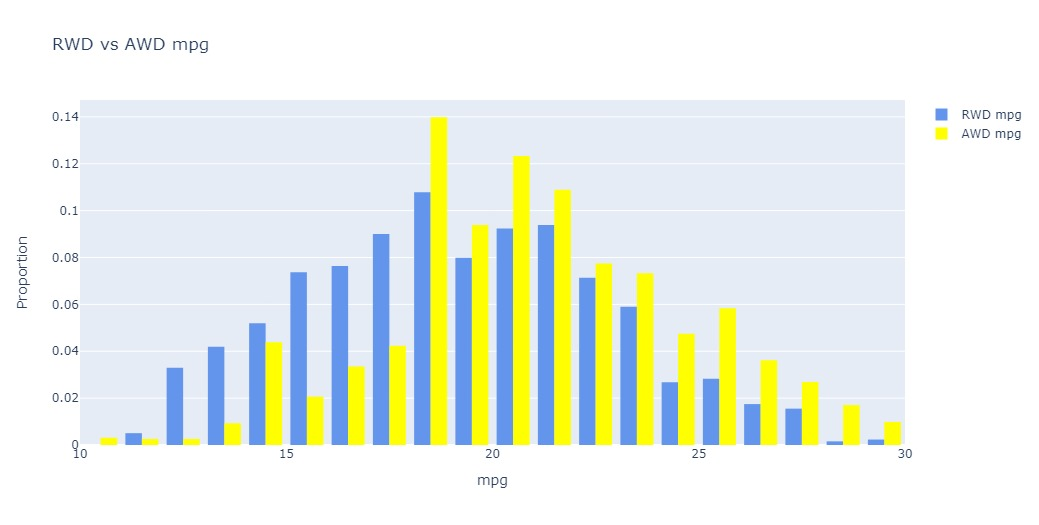 RWD vs AWD mpg
RWD mpg
AWD mpg
0.14
0.12
0.1
0.08
0.06
0.04
0.02
0
Proportion
10 15 20 25 30
mpg